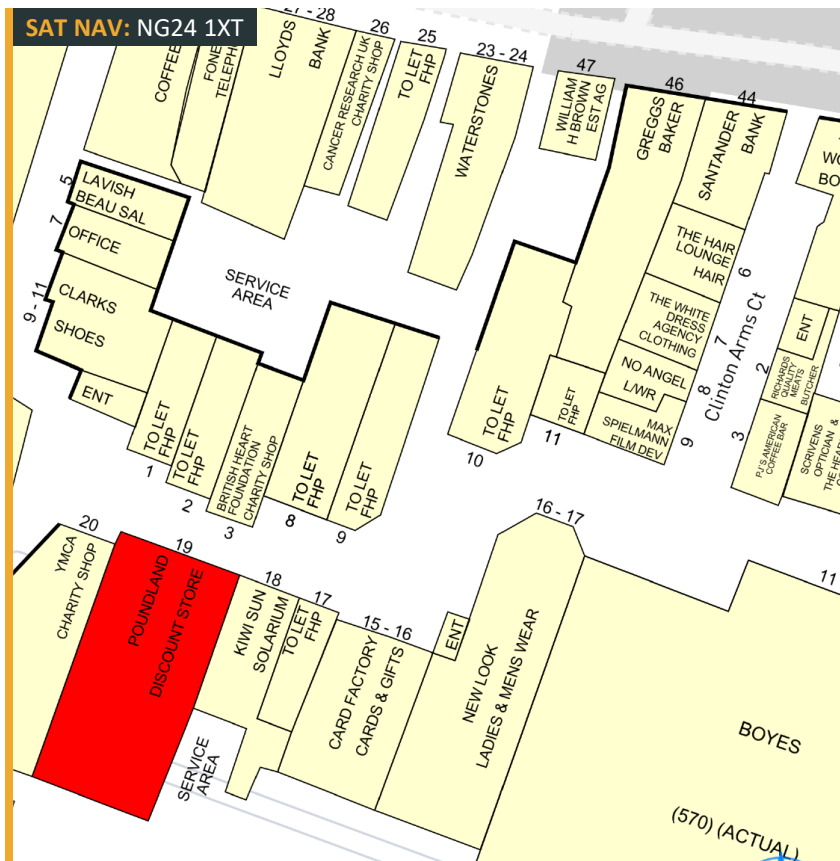 SAT NAV: NG24 1XT
COFFEE
FONE
TELEPH
27 - 28
LLOYDS
BANK
26
CANCER RESEARCH UK
CHARITY SHOP
25
TO LET
FHP
23 - 24
WATERSTONES
47
WILLIAM
H BROWN
EST AG
46
GREGGS
BAKER
44
SANTANDER
BANK
WO
BO
5
LAVISH
BEAU SAL
7
OFFICE
9 - 11
CLARKS
SHOES
ENT
SERVICE
AREA
THE HAIR
LOUNGE
HAIR
6
THE WHITE
DRESS
AGENCY
CLOTHING
7
NO ANGEL
L/WR
8
MAX
SPIELMANN
FILM DEV
9
Clinton Arms Ct
ENT
2
RICHARDS
QUALITY
MEATS
BUTCHER
3
PJ'S AMERICAN
COFFEE BAR
SCRIVENS
OPTICIAN &
THE HEAR
TO LET
FHP
1
TO LET
FHP
2
BRITISH HEART
FOUNDATION
CHARITY SHOP
3
TO LET
FHP
8
TO LET
FHP
9
TO LET
FHP
10
TO LET
FHP
11
20
YMCA
CHARITY SHOP
19
POUNDLAND
DISCOUNT STORE
18
KIWI SUN
SOLARIUM
17
TO LET
FHP
15 - 16
CARD FACTORY
CARDS & GIFTS
ENT
16 - 17
NEW LOOK
LADIES & MENS WEAR
11
BOYES
(570) (ACTUAL)
SERVICE
AREA